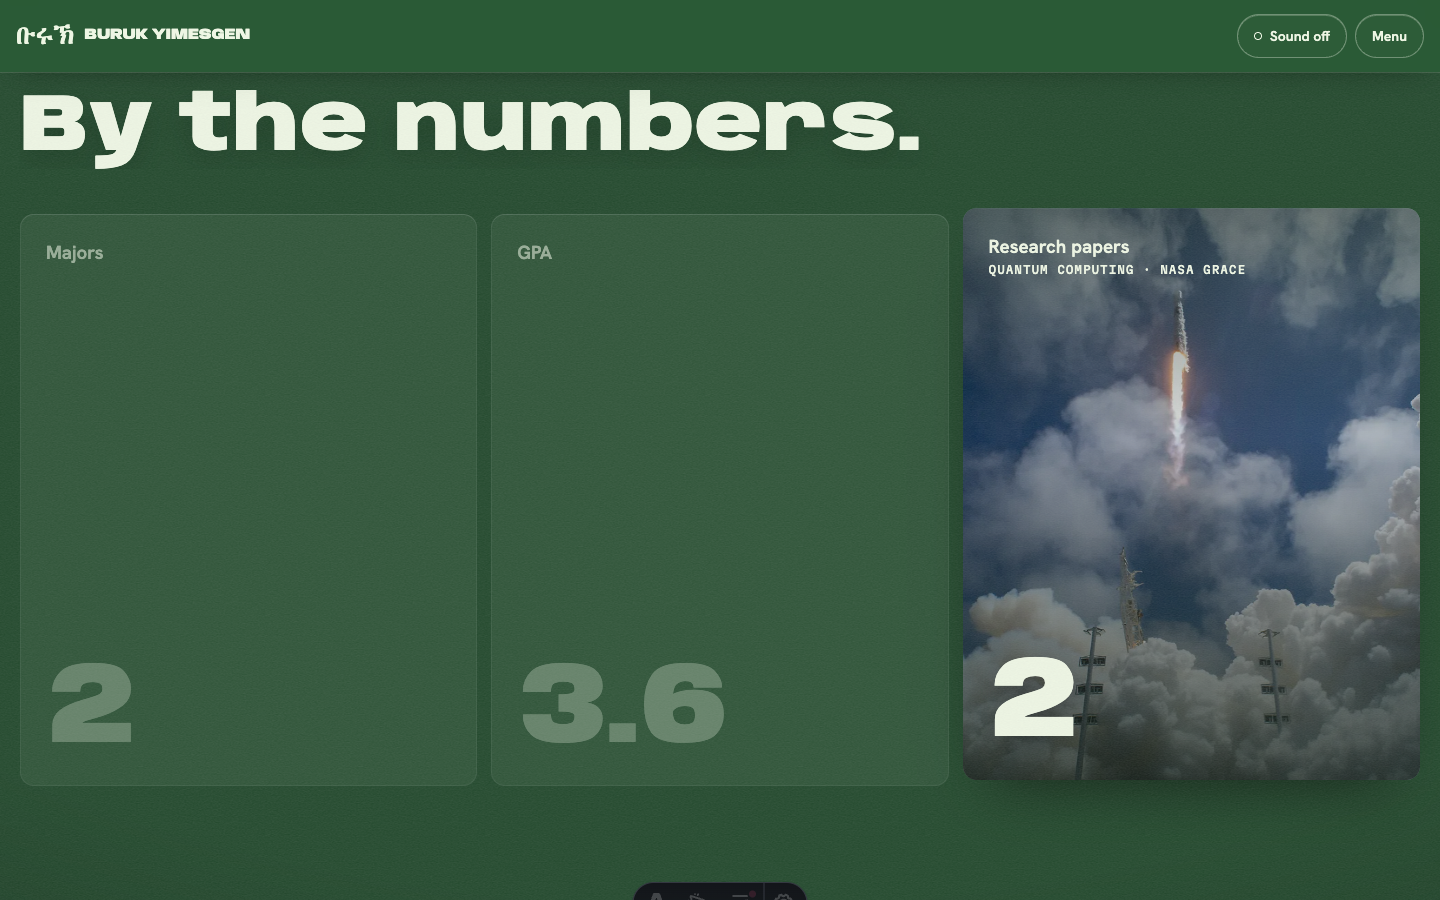 ቡሩኽ BURUK YIMESGEN
Sound off
Menu
By the numbers.
Majors
2
GPA
3.6
Research papers
QUANTUM COMPUTING · NASA GRACE
2